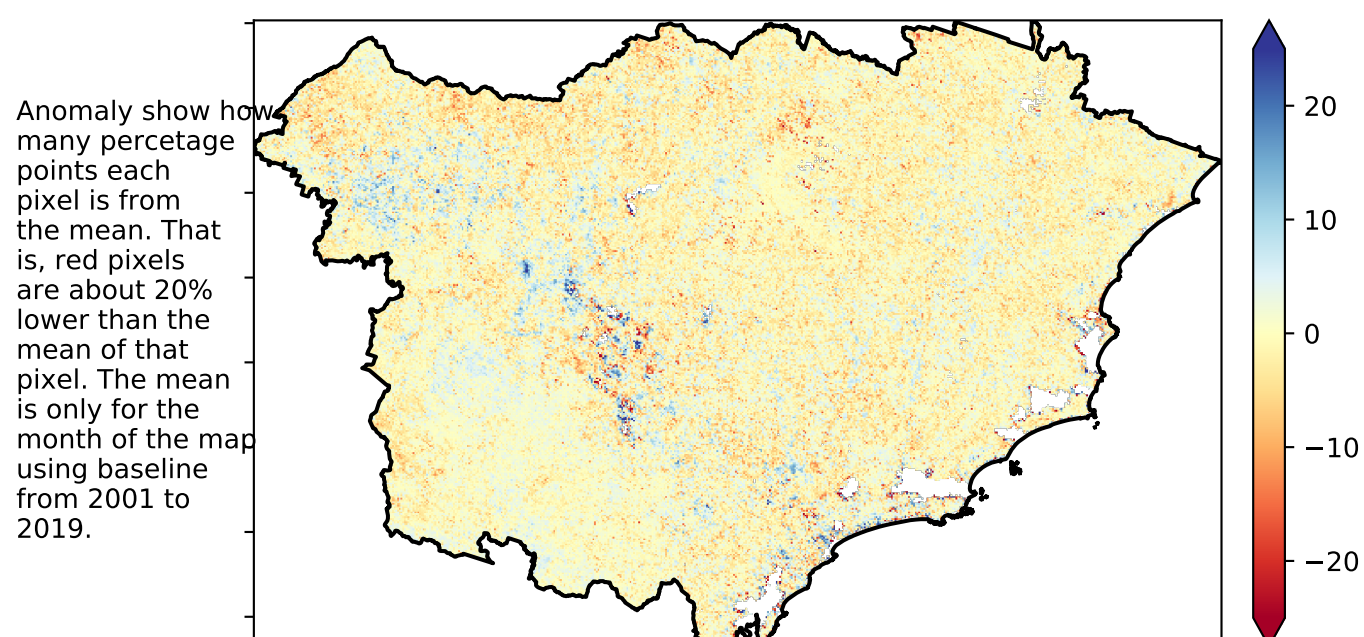 Anomaly show how
many percetage
points each
pixel is from
the mean. That
is, red pixels
are about 20%
lower than the
mean of that
pixel. The mean
is only for the
month of the map
using baseline
from 2001 to
2019.
20
10
0
−10
−20